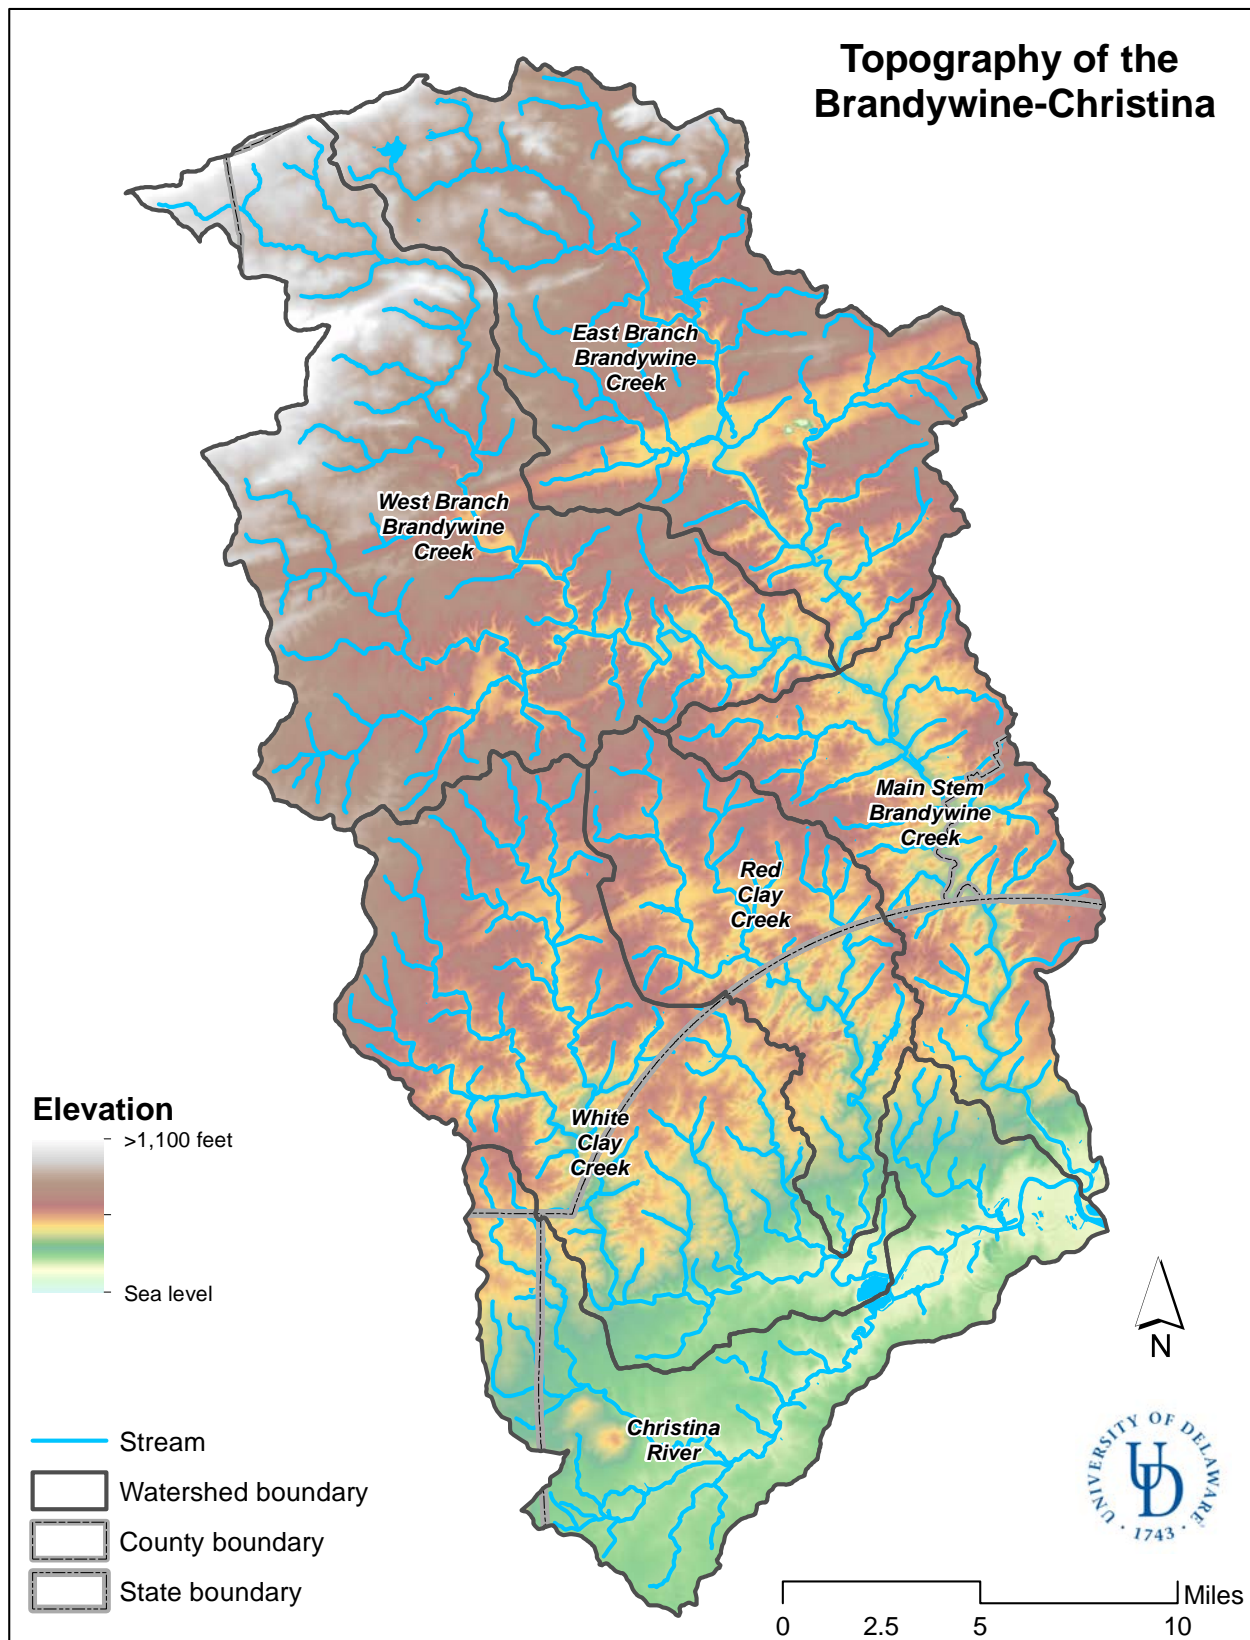 Topography of the
Brandywine-Christina
East Branch
Brandywine
Creek
West Branch
Brandywine
Creek
Main Stem
Brandywine
Creek
Red
Clay
Creek
White
Clay
Creek
Christina
River
Elevation
>1,100 feet
Sea level
Stream
Watershed boundary
County boundary
State boundary
N
UNIVERSITY OF DELAWARE
UD
· 1743 ·
Miles
0 2.5 5 10